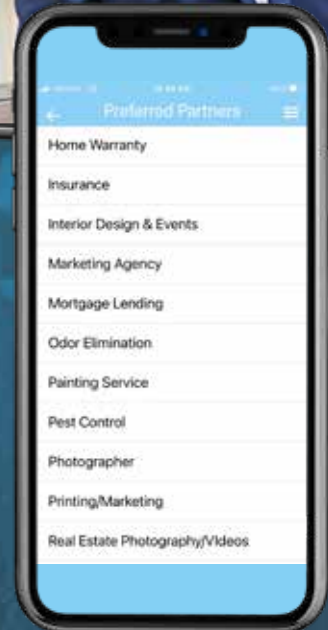 Preferred Partners
Home Warranty
Insurance
Interior Design & Events
Marketing Agency
Mortgage Lending
Odor Elimination
Painting Service
Pest Control
Photographer
Printing/Marketing
Real Estate Photography/VIdeos